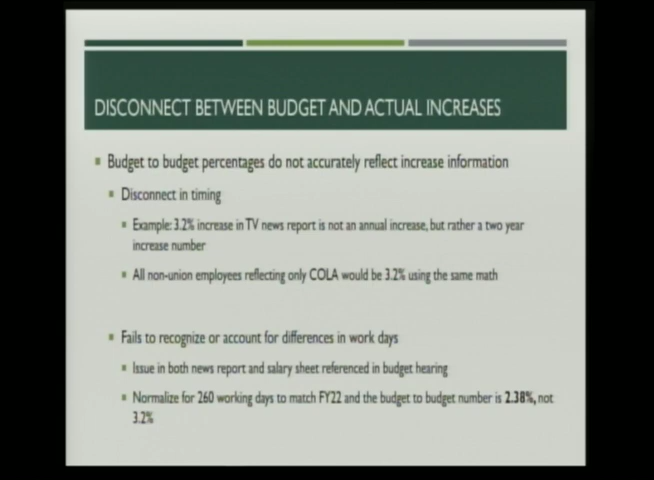 DISCONNECT BETWEEN BUDGET AND ACTUAL INCREASES
Budget to budget percentages do not accurately reflect increase information
Disconnect in timing
Example: 3.2% increase in TV news report is not an annual increase, but rather a two year
increase number
All non-union employees reflecting only COLA would be 3.2% using the same math
Fails to recognize or account for differences in work days
Issue in both news report and salary sheet referenced in budget hearing
Normalize for 260 working days to match FY22 and the budget to budget number is 2.38%, not
3.2%